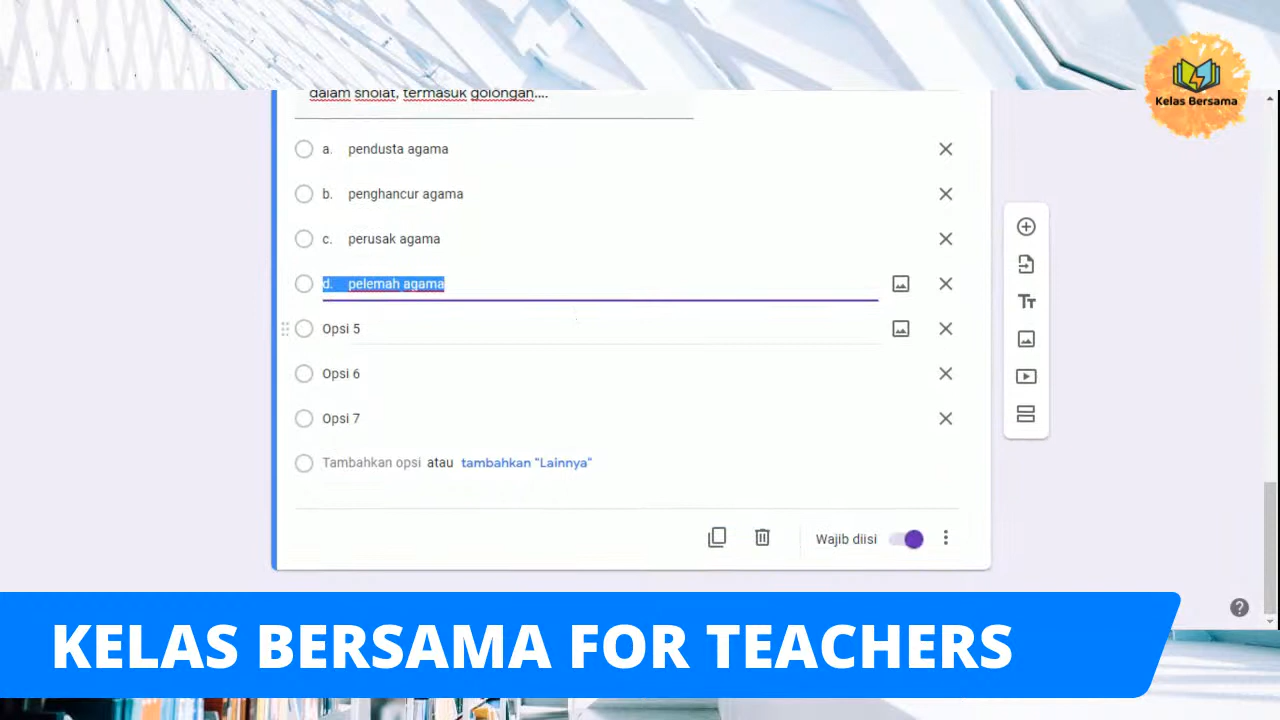 Kelas Bersama
dalam sholat, termasuk golongan....
a. pendusta agama
b. penghancur agama
c. perusak agama
d. pelemah agama
Opsi 5
Opsi 6
Opsi 7
Tambahkan opsi atau tambahkan "Lainnya"
Wajib diisi
KELAS BERSAMA FOR TEACHERS